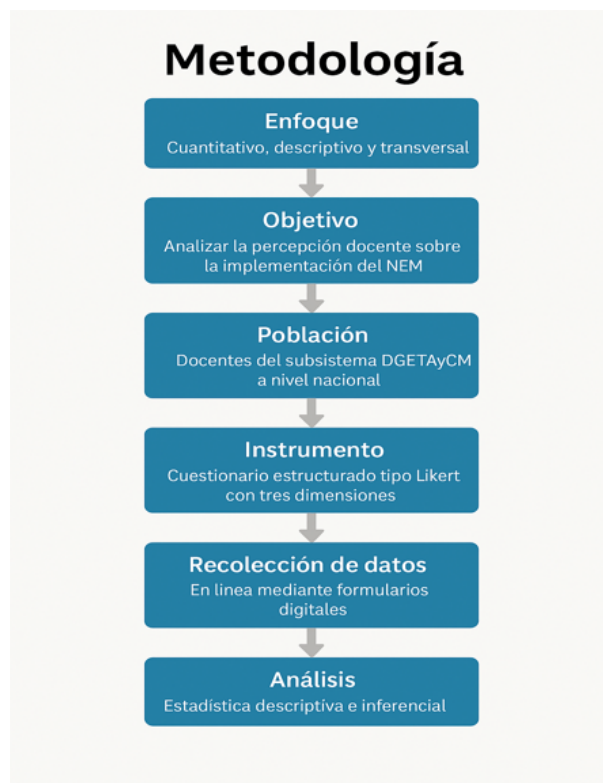 Metodología
Enfoque
Cuantitativo, descriptivo y transversal
Objetivo
Analizar la percepción docente sobre
la implementación del NEM
Población
Docentes del subsistema DGETAyCM
a nivel nacional
Instrumento
Cuestionario estructurado tipo Likert
con tres dimensiones
Recolección de datos
En linea mediante formularios
digitales
Análisis
Estadística descriptiva e inferencial